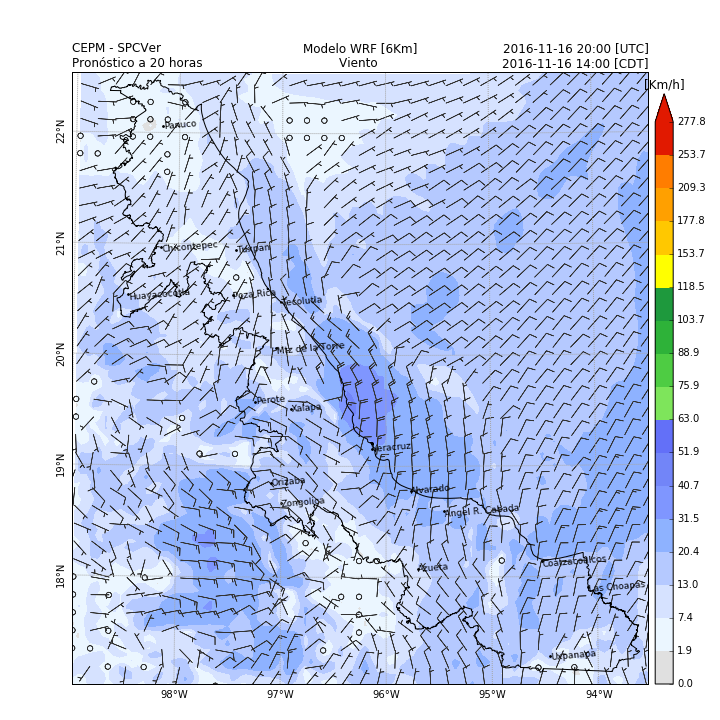 CEPM - SPCVer
Modelo WRF [6Km]
2016-11-16 20:00 [UTC]
Pronóstico a 20 horas
Viento
2016-11-16 14:00 [CDT]
[Km/h]
277.8
253.7
209.3
177.8
153.7
118.5
103.7
88.9
75.9
63.0
51.9
40.7
31.5
20.4
13.0
7.4
1.9
0.0
22°N
21°N
20°N
19°N
18°N
98°W
97°W
96°W
95°W
94°W
Panuco
Chicontepec
Tuxpan
Huayacocotla
Poza Rica
Tecolutla
Mtz de la Torre
Perote
Xalapa
Veracruz
Orizaba
Alvarado
Zongolica
Angel R. Cabada
Azueta
Coatzacoalcos
Las Choapas
Uxpanapa